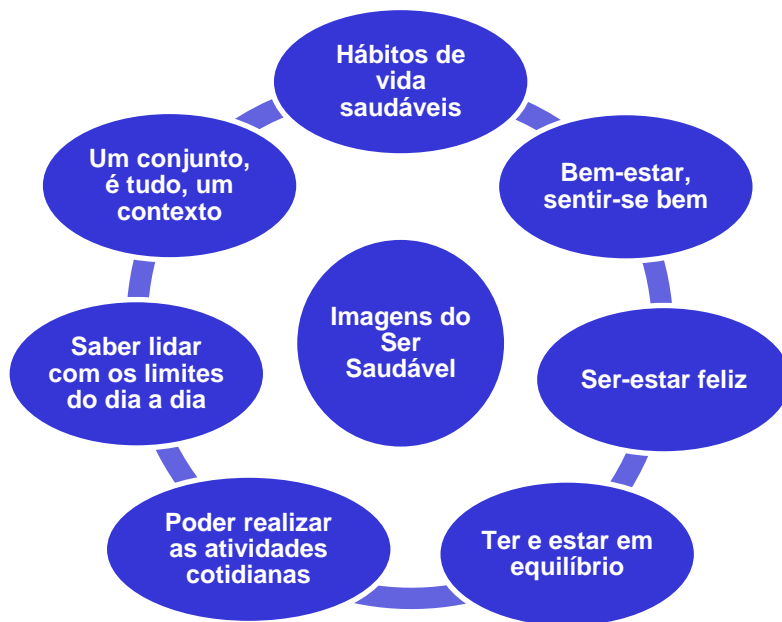 Hábitos de
vida
saudáveis
Bem-estar,
sentir-se bem
Ser-estar feliz
Ter e estar em
equilíbrio
Poder realizar
as atividades
cotidianas
Saber lidar
com os limites
do dia a dia
Um conjunto,
é tudo, um
contexto
Imagens do
Ser
Saudável